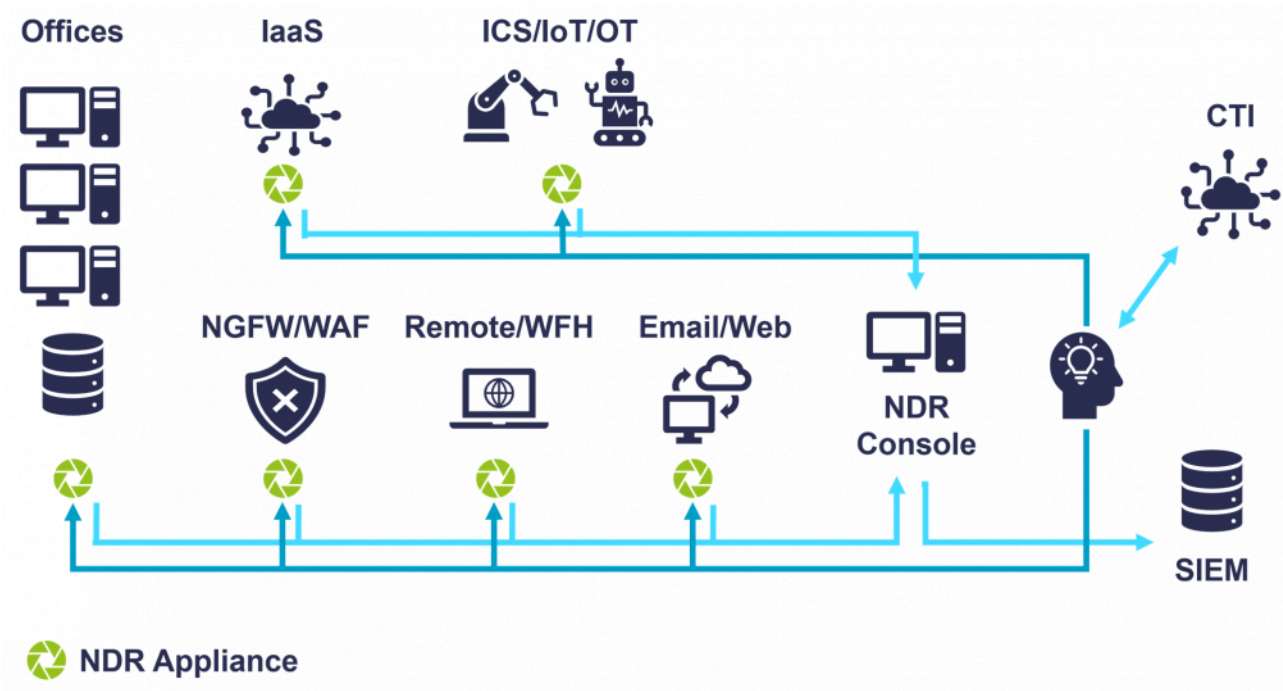 Offices
IaaS
ICS/IoT/OT
CTI
NGFW/WAF
Remote/WFH
Email/Web
NDR
Console
SIEM
NDR Appliance